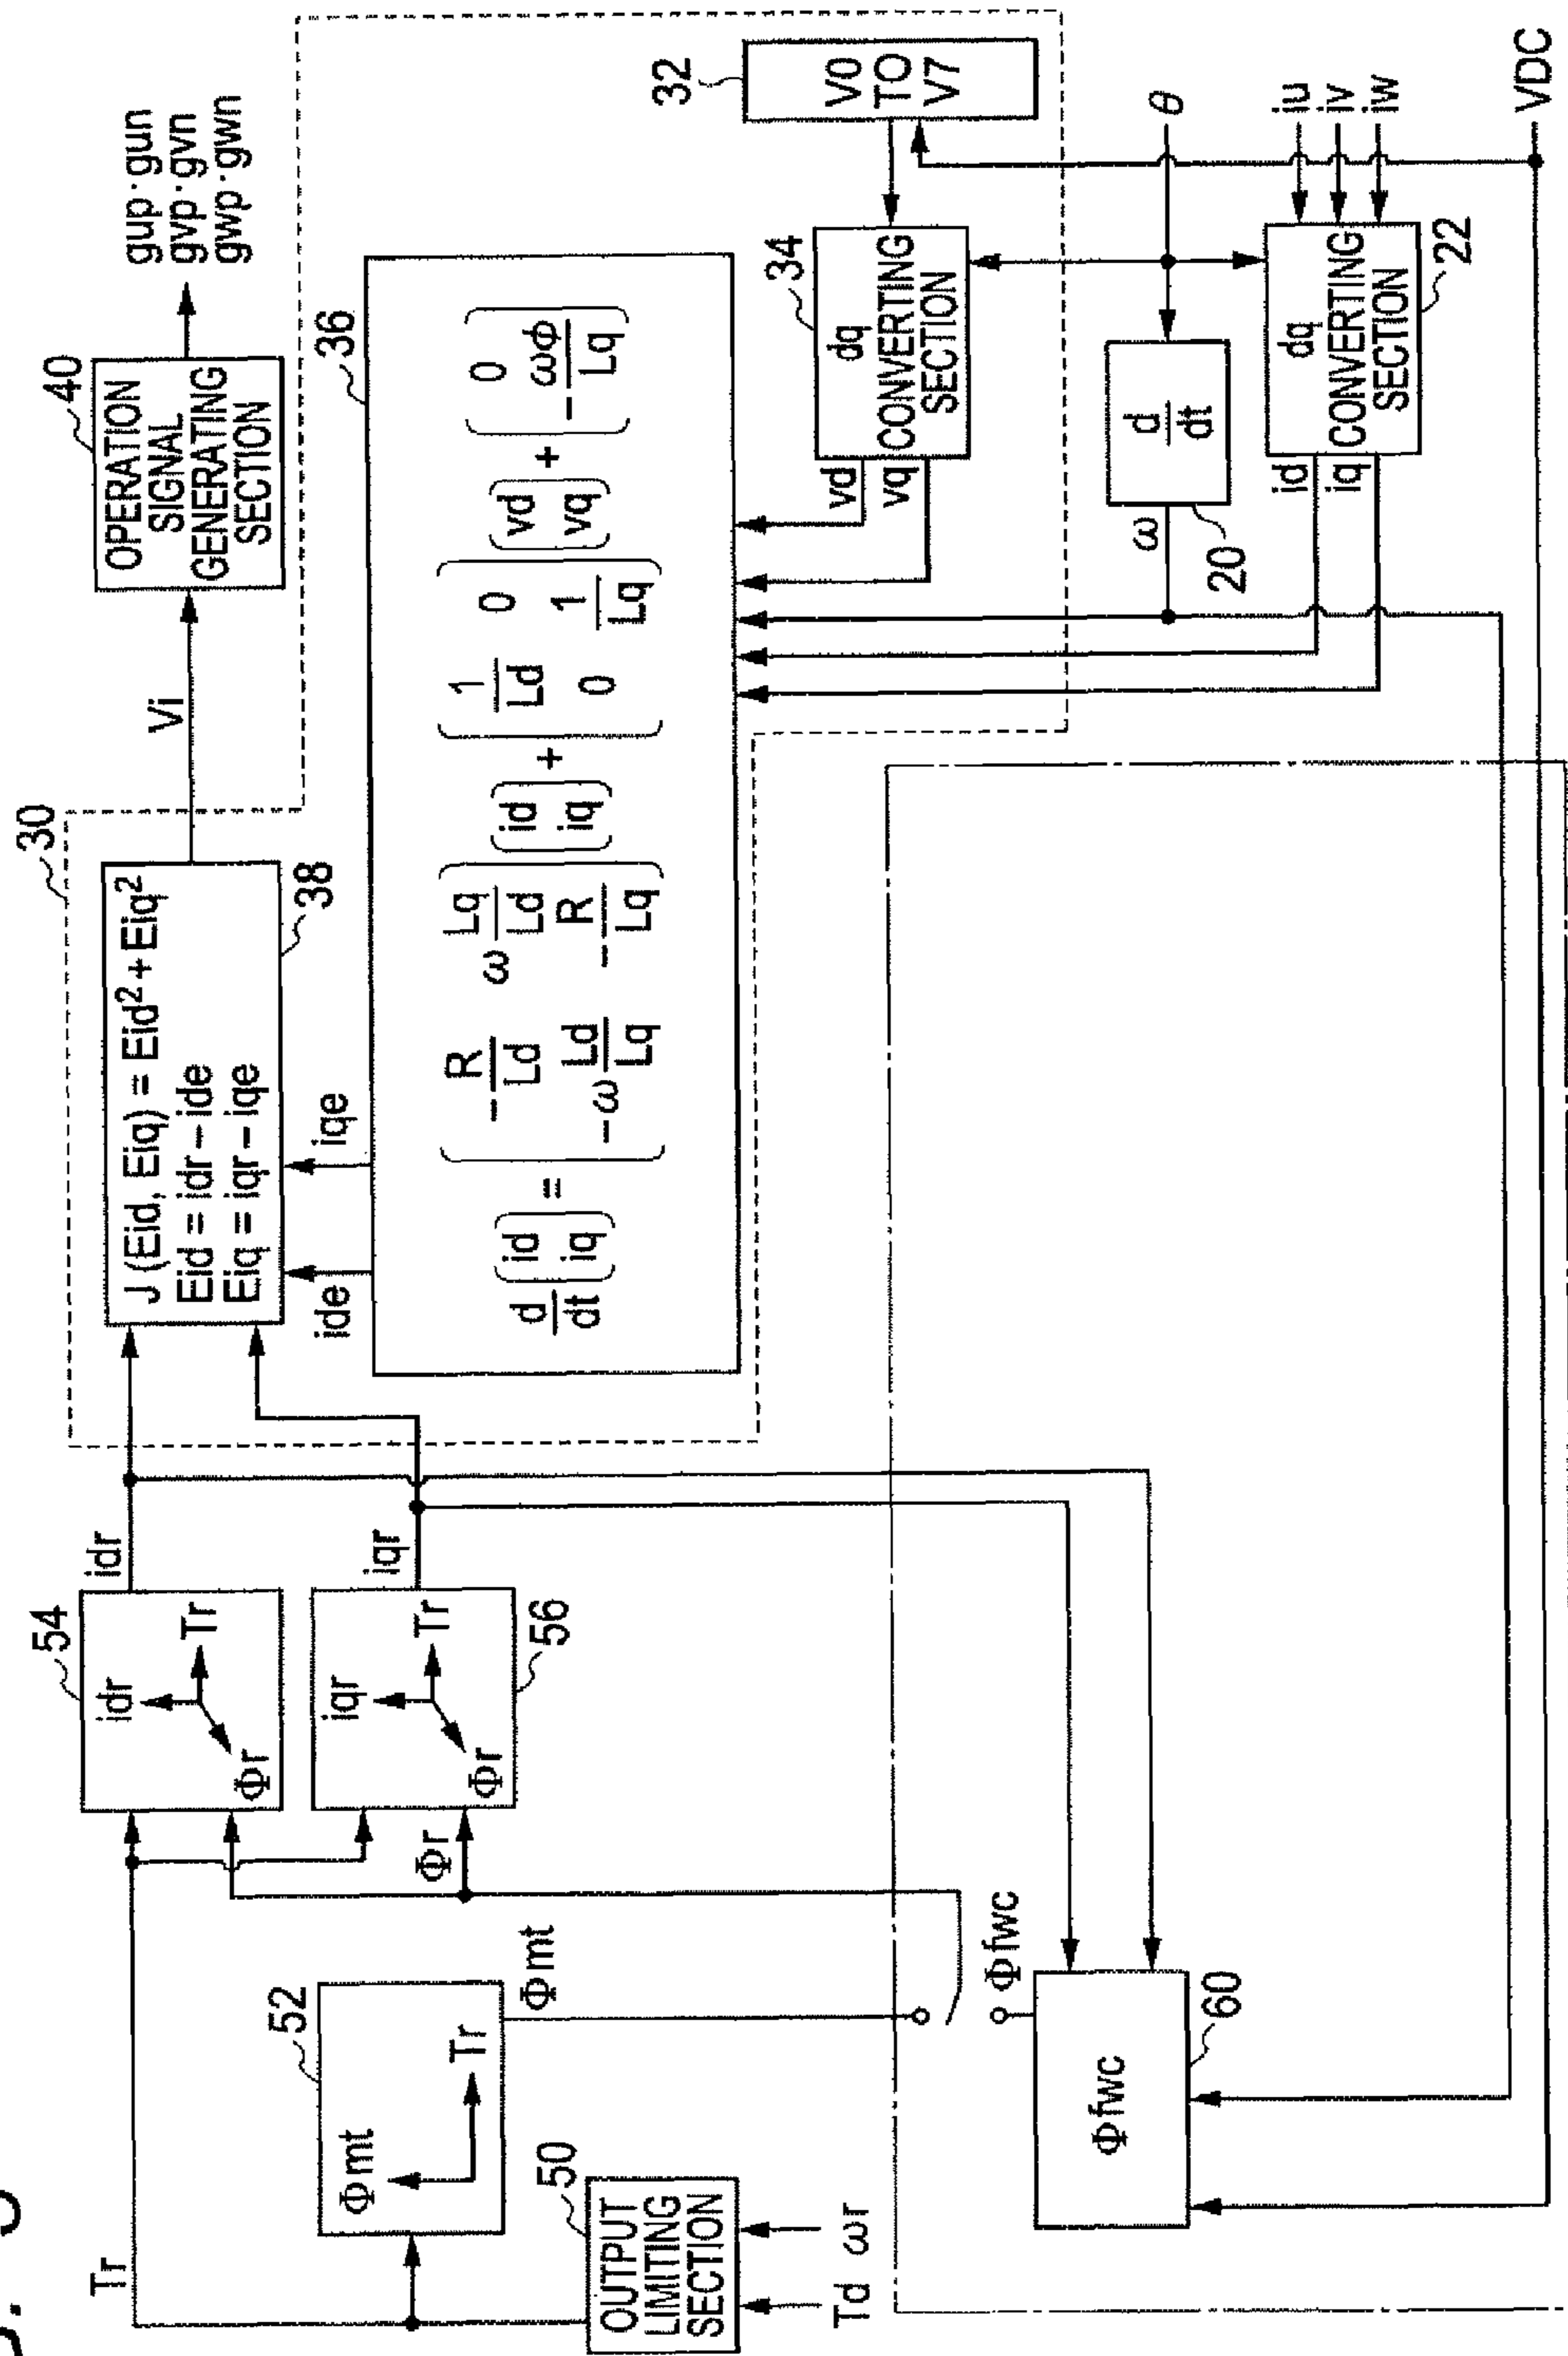 Tr
Td ωr
50
OUTPUT
LIMITING
SECTION
52
Φmt
Tr
Φmt
54
idr
Tr
Φr
idr
56
iqr
Tr
Φr
Φr
iqr
Φfwc
60
Φfwc
30
J (Eid, Eiq) = Eid² + Eiq²
Eid = idr – ide
Eiq = iqr – iqe
38
ide
iqe
Vi
40
OPERATION
SIGNAL
GENERATING
SECTION
gup·gun
gvp·gvn
gwp·gwn
36
d/dt (id iq) = (-R/Ld ωLq/Ld -ωLd/Lq -R/Lq) (id iq) + (1/Ld 0 0 1/Lq) (vd vq) + (0 -ωϕ/Lq)
32
V0
TO
V7
34
dq
CONVERTING
SECTION
vd
vq
θ
d/dt
ω
20
dq
CONVERTING
SECTION
22
id
iq
iu
iv
iw
VDC